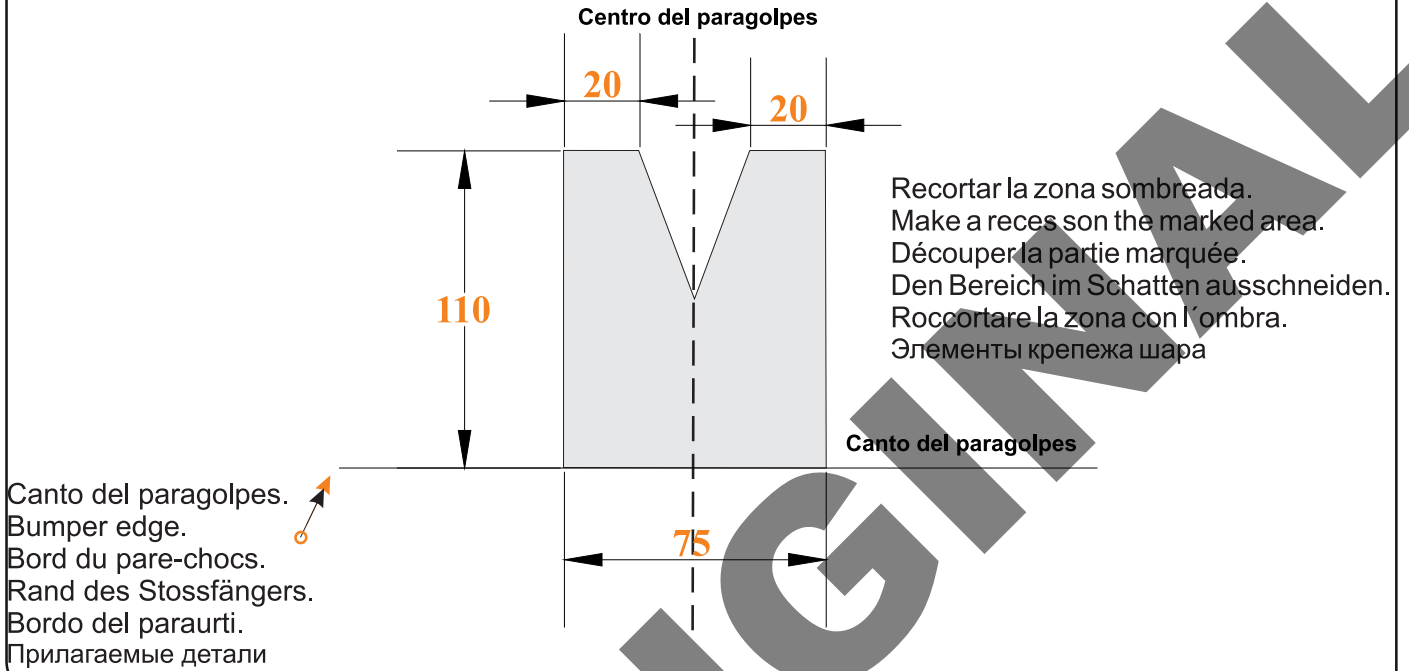 Centro del paragolpes
20
20
Recortar la zona sombreada.
Make a reces son the marked area.
Découper la partie marquée.
Den Bereich im Schatten ausschneiden.
Roccortare la zona con l´ombra.
Элементы крепежа шара
110
Canto del paragolpes
Canto del paragolpes.
Bumper edge.
Bord du pare-chocs.
Rand des Stossfängers.
Bordo del paraurti.
Прилагаемые детали
75
IGINAL